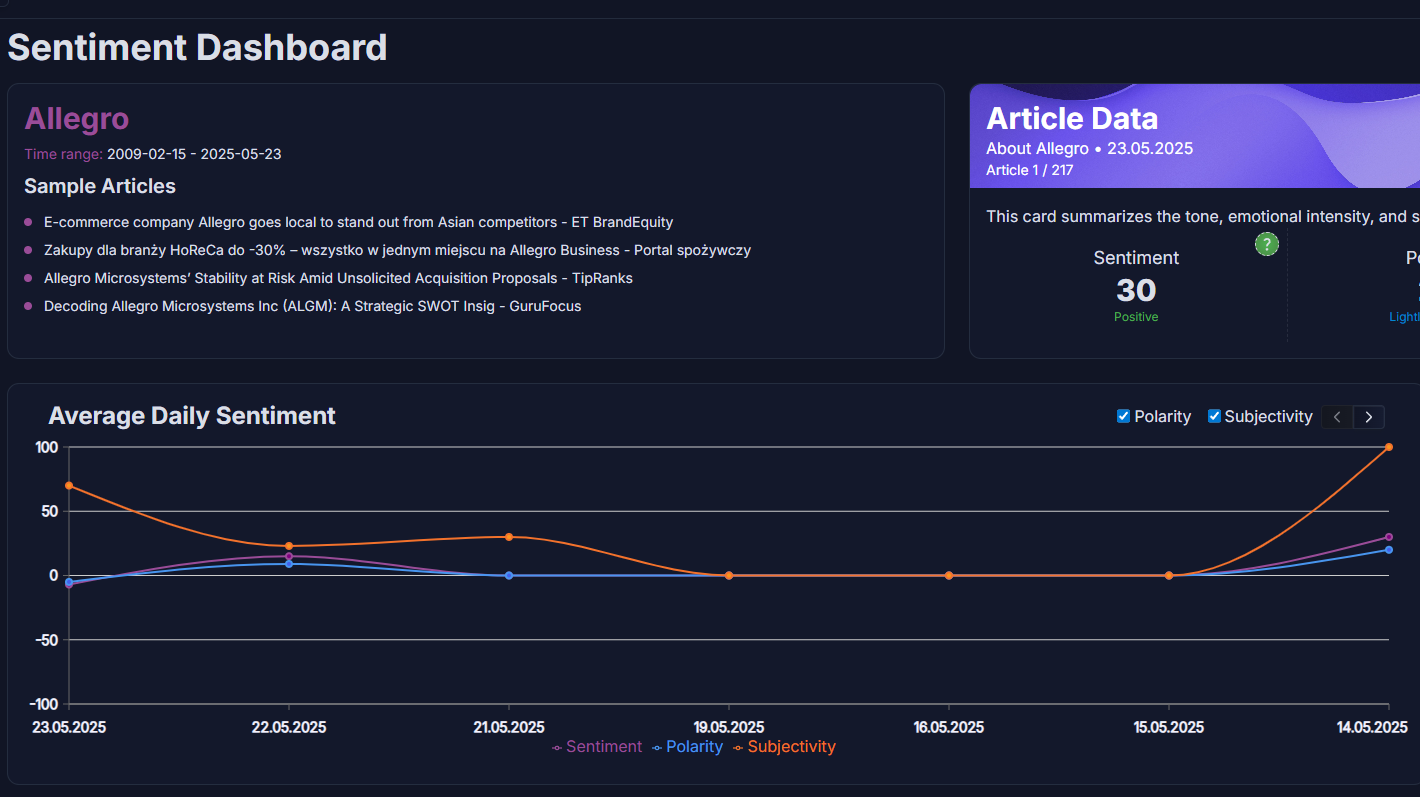 Sentiment Dashboard
Allegro
Time range: 2009-02-15 - 2025-05-23
Sample Articles
E-commerce company Allegro goes local to stand out from Asian competitors - ET BrandEquity
Zakupy dla branży HoReCa do -30% – wszystko w jednym miejscu na Allegro Business - Portal spożywczy
Allegro Microsystems’ Stability at Risk Amid Unsolicited Acquisition Proposals - TipRanks
Decoding Allegro Microsystems Inc (ALGM): A Strategic SWOT Insig - GuruFocus
Article Data
About Allegro • 23.05.2025
Article 1 / 217
This card summarizes the tone, emotional intensity, and s
?
Sentiment
30
Positive
Po
Lightl
Average Daily Sentiment
Polarity Subjectivity
100
50
0
-50
-100
23.05.2025 22.05.2025 21.05.2025 19.05.2025 16.05.2025 15.05.2025 14.05.2025
Sentiment Polarity Subjectivity